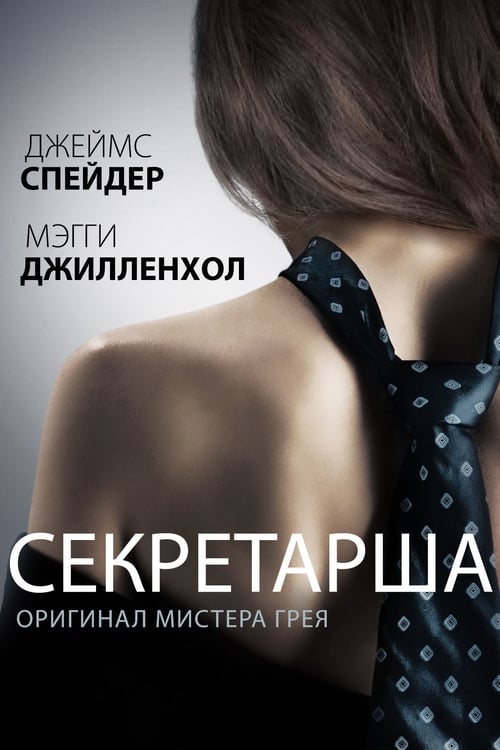 ДЖЕЙМС
СПЕЙДЕР
МЭГГИ
ДЖИЛЛЕНХОЛ
СЕКРЕТАРША
ОРИГИНАЛ МИСТЕРА ГРЕЯ